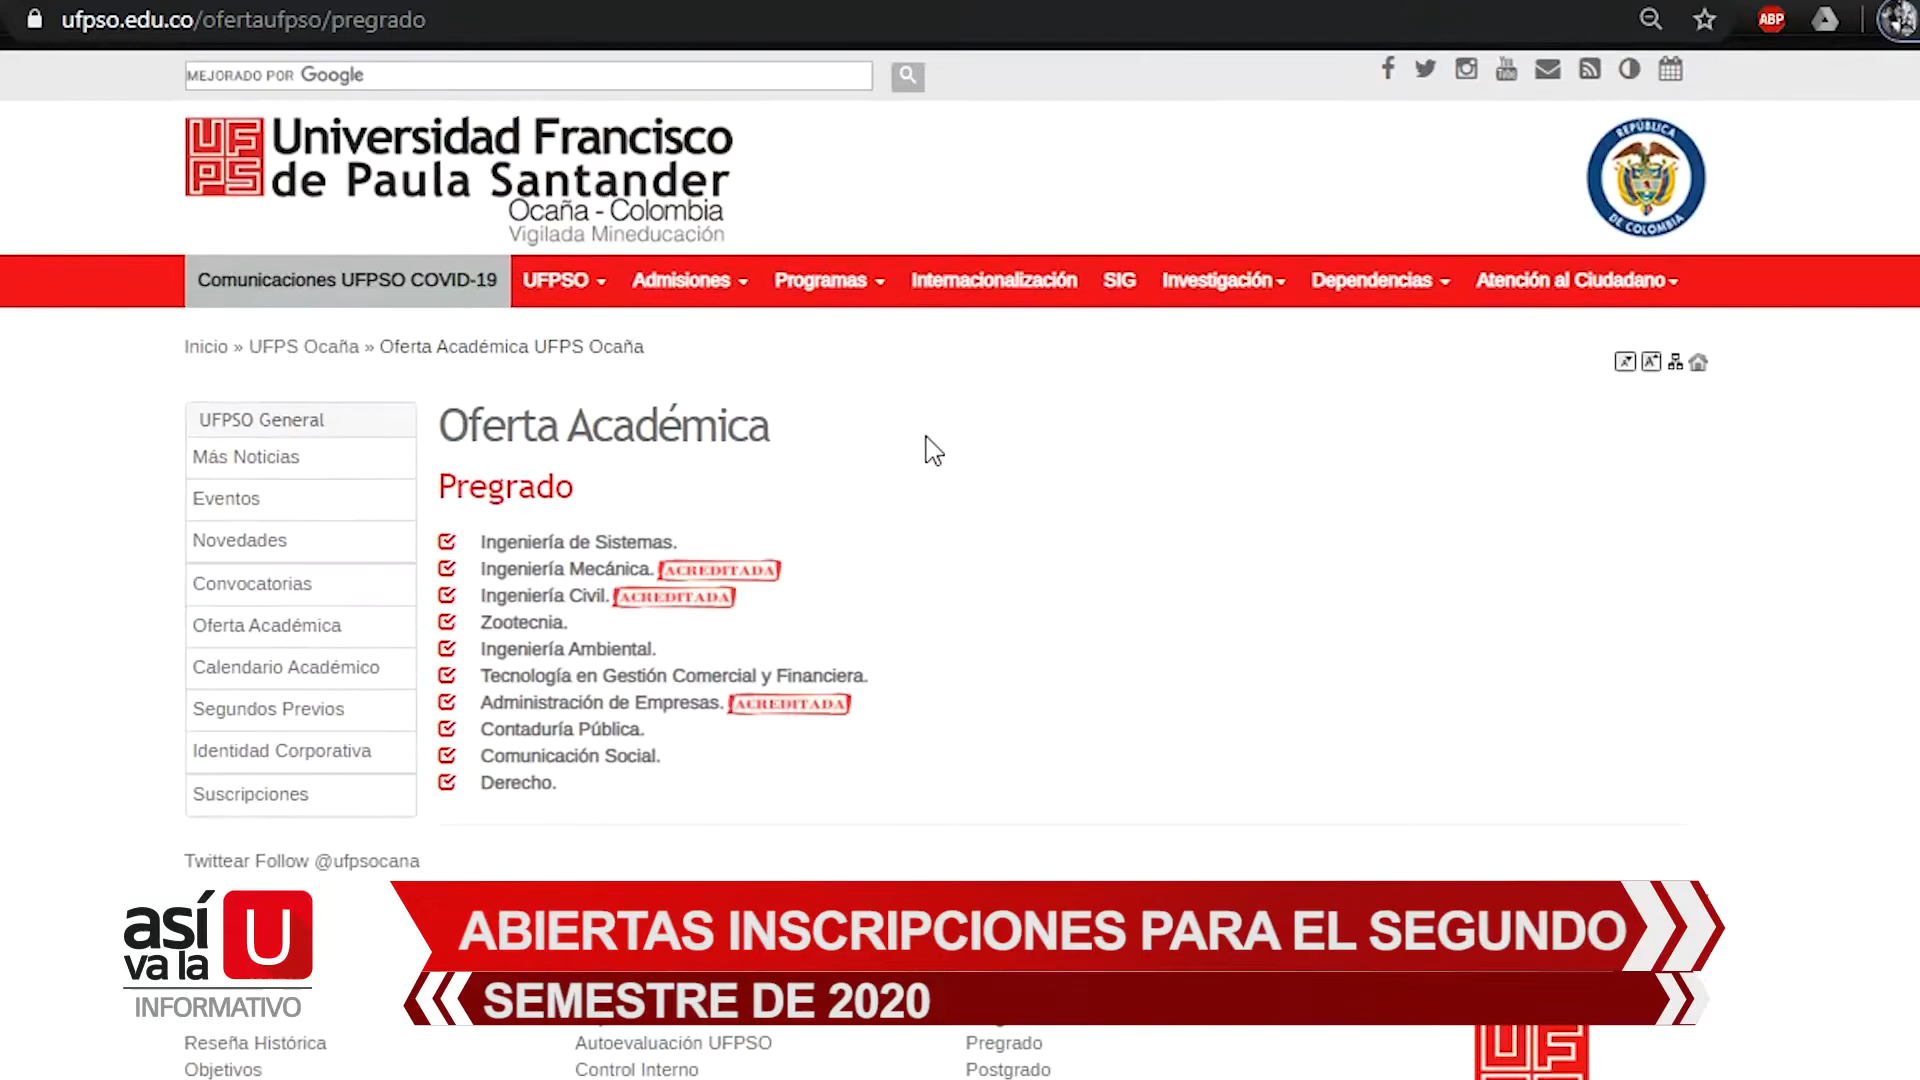 ufpso.edu.co/ofertaufpso/pregrado
ABP
MEJORADO POR Google
UFPS
Universidad Francisco
de Paula Santander
Ocaña - Colombia
Vigilada Mineducación
REPÚBLICA
DE COLOMBIA
Comunicaciones UFPSO COVID-19
UFPSO
Admisiones
Programas
Internacionalización
SIG
Investigación
Dependencias
Atención al Ciudadano
Inicio » UFPS Ocaña » Oferta Académica UFPS Ocaña
UFPSO General
Más Noticias
Eventos
Novedades
Convocatorias
Oferta Académica
Calendario Académico
Segundos Previos
Identidad Corporativa
Suscripciones
Oferta Académica
Pregrado
Ingeniería de Sistemas.
Ingeniería Mecánica. ACREDITADA
Ingeniería Civil. ACREDITADA
Zootecnia.
Ingeniería Ambiental.
Tecnología en Gestión Comercial y Financiera.
Administración de Empresas. ACREDITADA
Contaduría Pública.
Comunicación Social.
Derecho.
Twittear Follow @ufpsocana
así
va la
U
INFORMATIVO
ABIERTAS INSCRIPCIONES PARA EL SEGUNDO
SEMESTRE DE 2020
Reseña Histórica
Autoevaluación UFPSO
Pregrado
Objetivos
Control Interno
Postgrado
UF